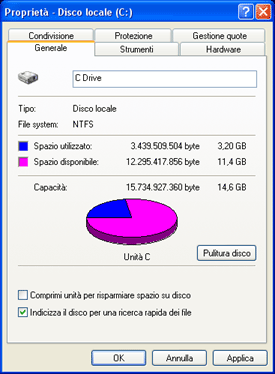 Proprietà - Disco locale (C:)
Condivisione Protezione Gestione quote
Generale Strumenti Hardware
C Drive
Tipo: Disco locale
File system: NTFS
Spazio utilizzato: 3.439.509.504 byte 3,20 GB
Spazio disponibile: 12.295.417.856 byte 11,4 GB
Capacità: 15.734.927.360 byte 14,6 GB
Unità C
Pulitura disco
Comprimi unità per risparmiare spazio su disco
Indicizza il disco per una ricerca rapida dei file
OK Annulla Applica